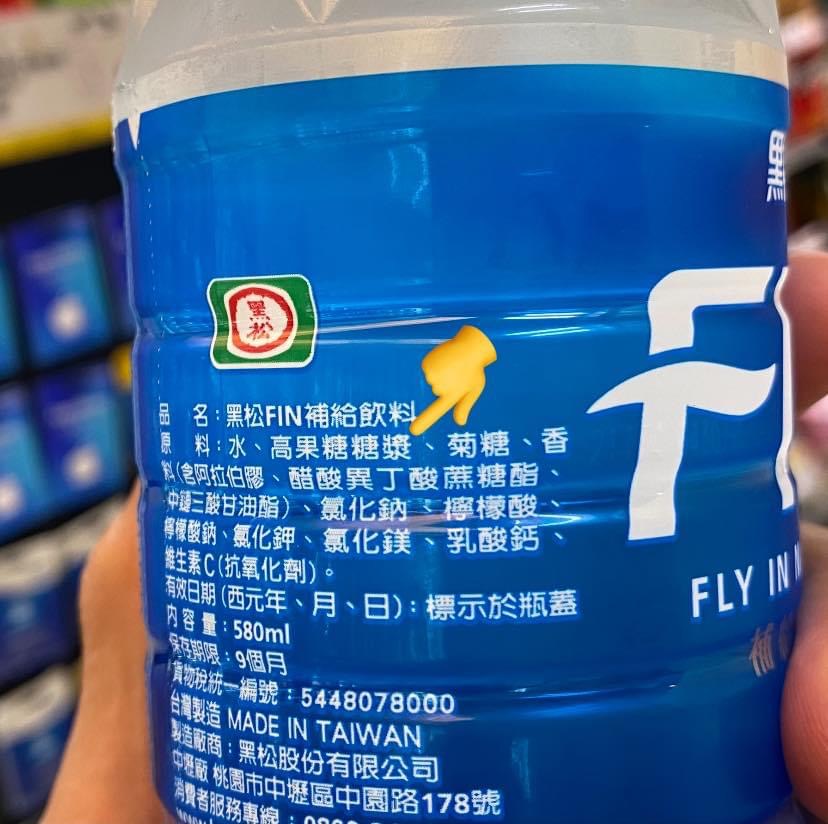 黑
黑松
品 名：黑松FIN補給飲料
原 料：水、高果糖糖漿、菊糖、香
料(含阿拉伯膠、醋酸異丁酸蔗糖酯、
中鏈三酸甘油酯)、氯化鈉、檸檬酸、
檸檬酸鈉、氯化鉀、氯化鎂、乳酸鈣、
維生素C(抗氧化劑)。
有效日期(西元年、月、日)：標示於瓶蓋
內 容 量：580ml
保存期限：9個月
貨物稅統一編號：5448078000
台灣製造 MADE IN TAIWAN
製造廠商：黑松股份有限公司
中壢廠 桃園市中壢區中園路178號
消費者服務專線：0800
FI
FLY IN
補